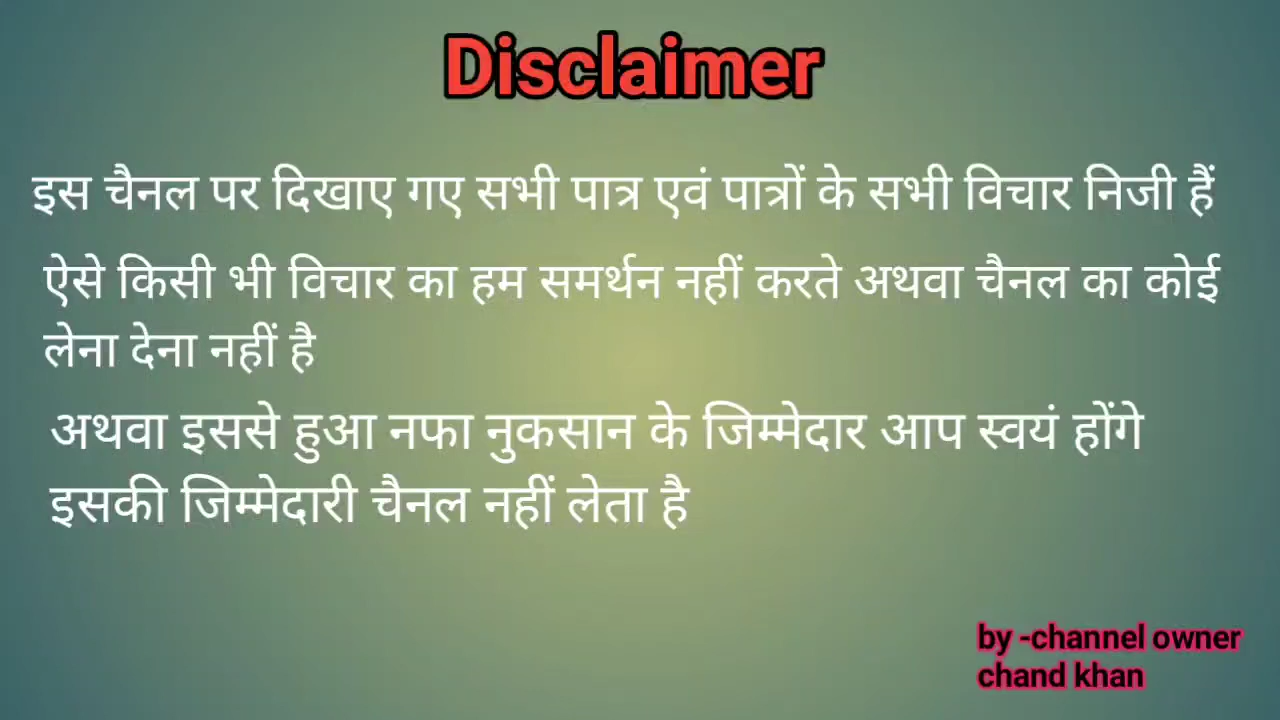 Disclaimer
इस चैनल पर दिखाए गए सभी पात्र एवं पात्रों के सभी विचार निजी हैं
ऐसे किसी भी विचार का हम समर्थन नहीं करते अथवा चैनल का कोई
लेना देना नहीं है
अथवा इससे हुआ नफा नुकसान के जिम्मेदार आप स्वयं होंगे
इसकी जिम्मेदारी चैनल नहीं लेता है
by -channel owner
chand khan